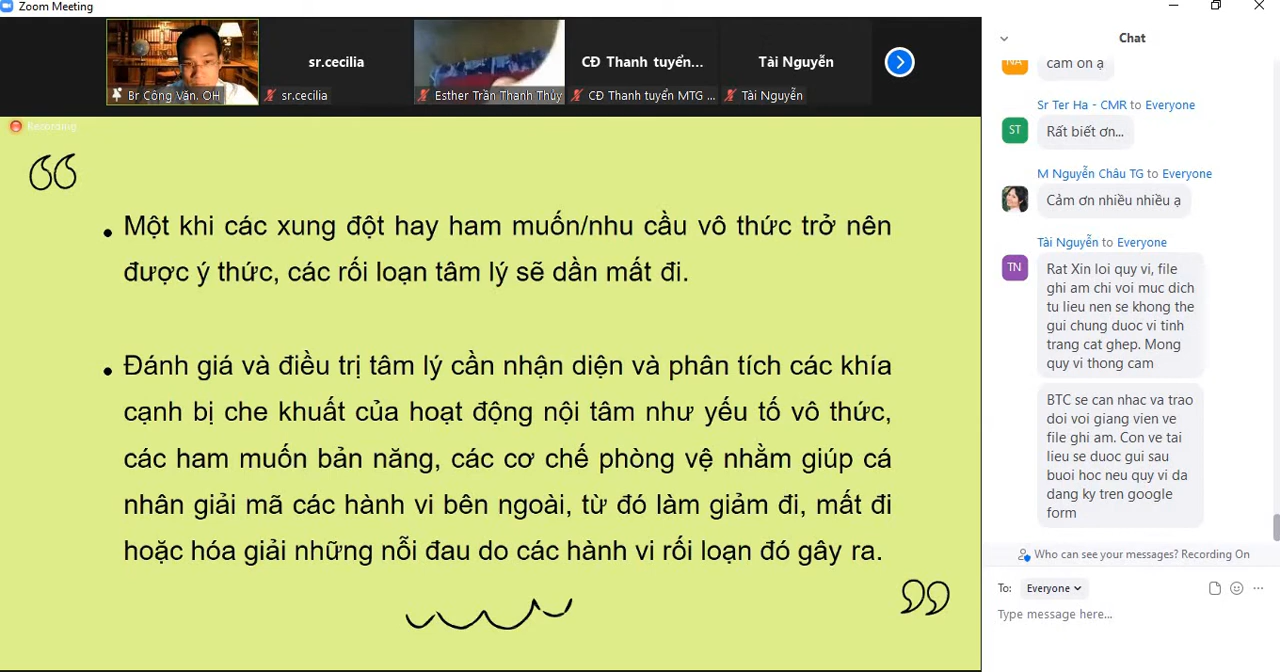 Zoom Meeting
sr.cecilia
CĐ Thanh tuyển...
Tài Nguyễn
Br Công Vấn. OH
sr.cecilia
Esther Trần Thanh Thủy
CĐ Thanh tuyển MTG ...
Tài Nguyễn
Recording
Một khi các xung đột hay ham muốn/nhu cầu vô thức trở nên
được ý thức, các rối loạn tâm lý sẽ dần mất đi.
Đánh giá và điều trị tâm lý cần nhận diện và phân tích các khía
cạnh bị che khuất của hoạt động nội tâm như yếu tố vô thức,
các ham muốn bản năng, các cơ chế phòng vệ nhằm giúp cá
nhân giải mã các hành vi bên ngoài, từ đó làm giảm đi, mất đi
hoặc hóa giải những nỗi đau do các hành vi rối loạn đó gây ra.
Chat
NA
cảm ơn ạ
Sr Ter Ha - CMR to Everyone
ST
Rất biết ơn...
M Nguyễn Châu TG to Everyone
Cảm ơn nhiều nhiều ạ
Tài Nguyễn to Everyone
TN
Rat Xin loi quy vi, file
ghi am chi voi muc dich
tu lieu nen se khong the
gui chung duoc vi tinh
trang cat ghep. Mong
quy vi thong cam
BTC se can nhac va trao
doi voi giang vien ve
file ghi am. Con ve tai
lieu se duoc gui sau
buoi hoc neu quy vi da
dang ky tren google
form
Who can see your messages? Recording On
To: Everyone
Type message here...